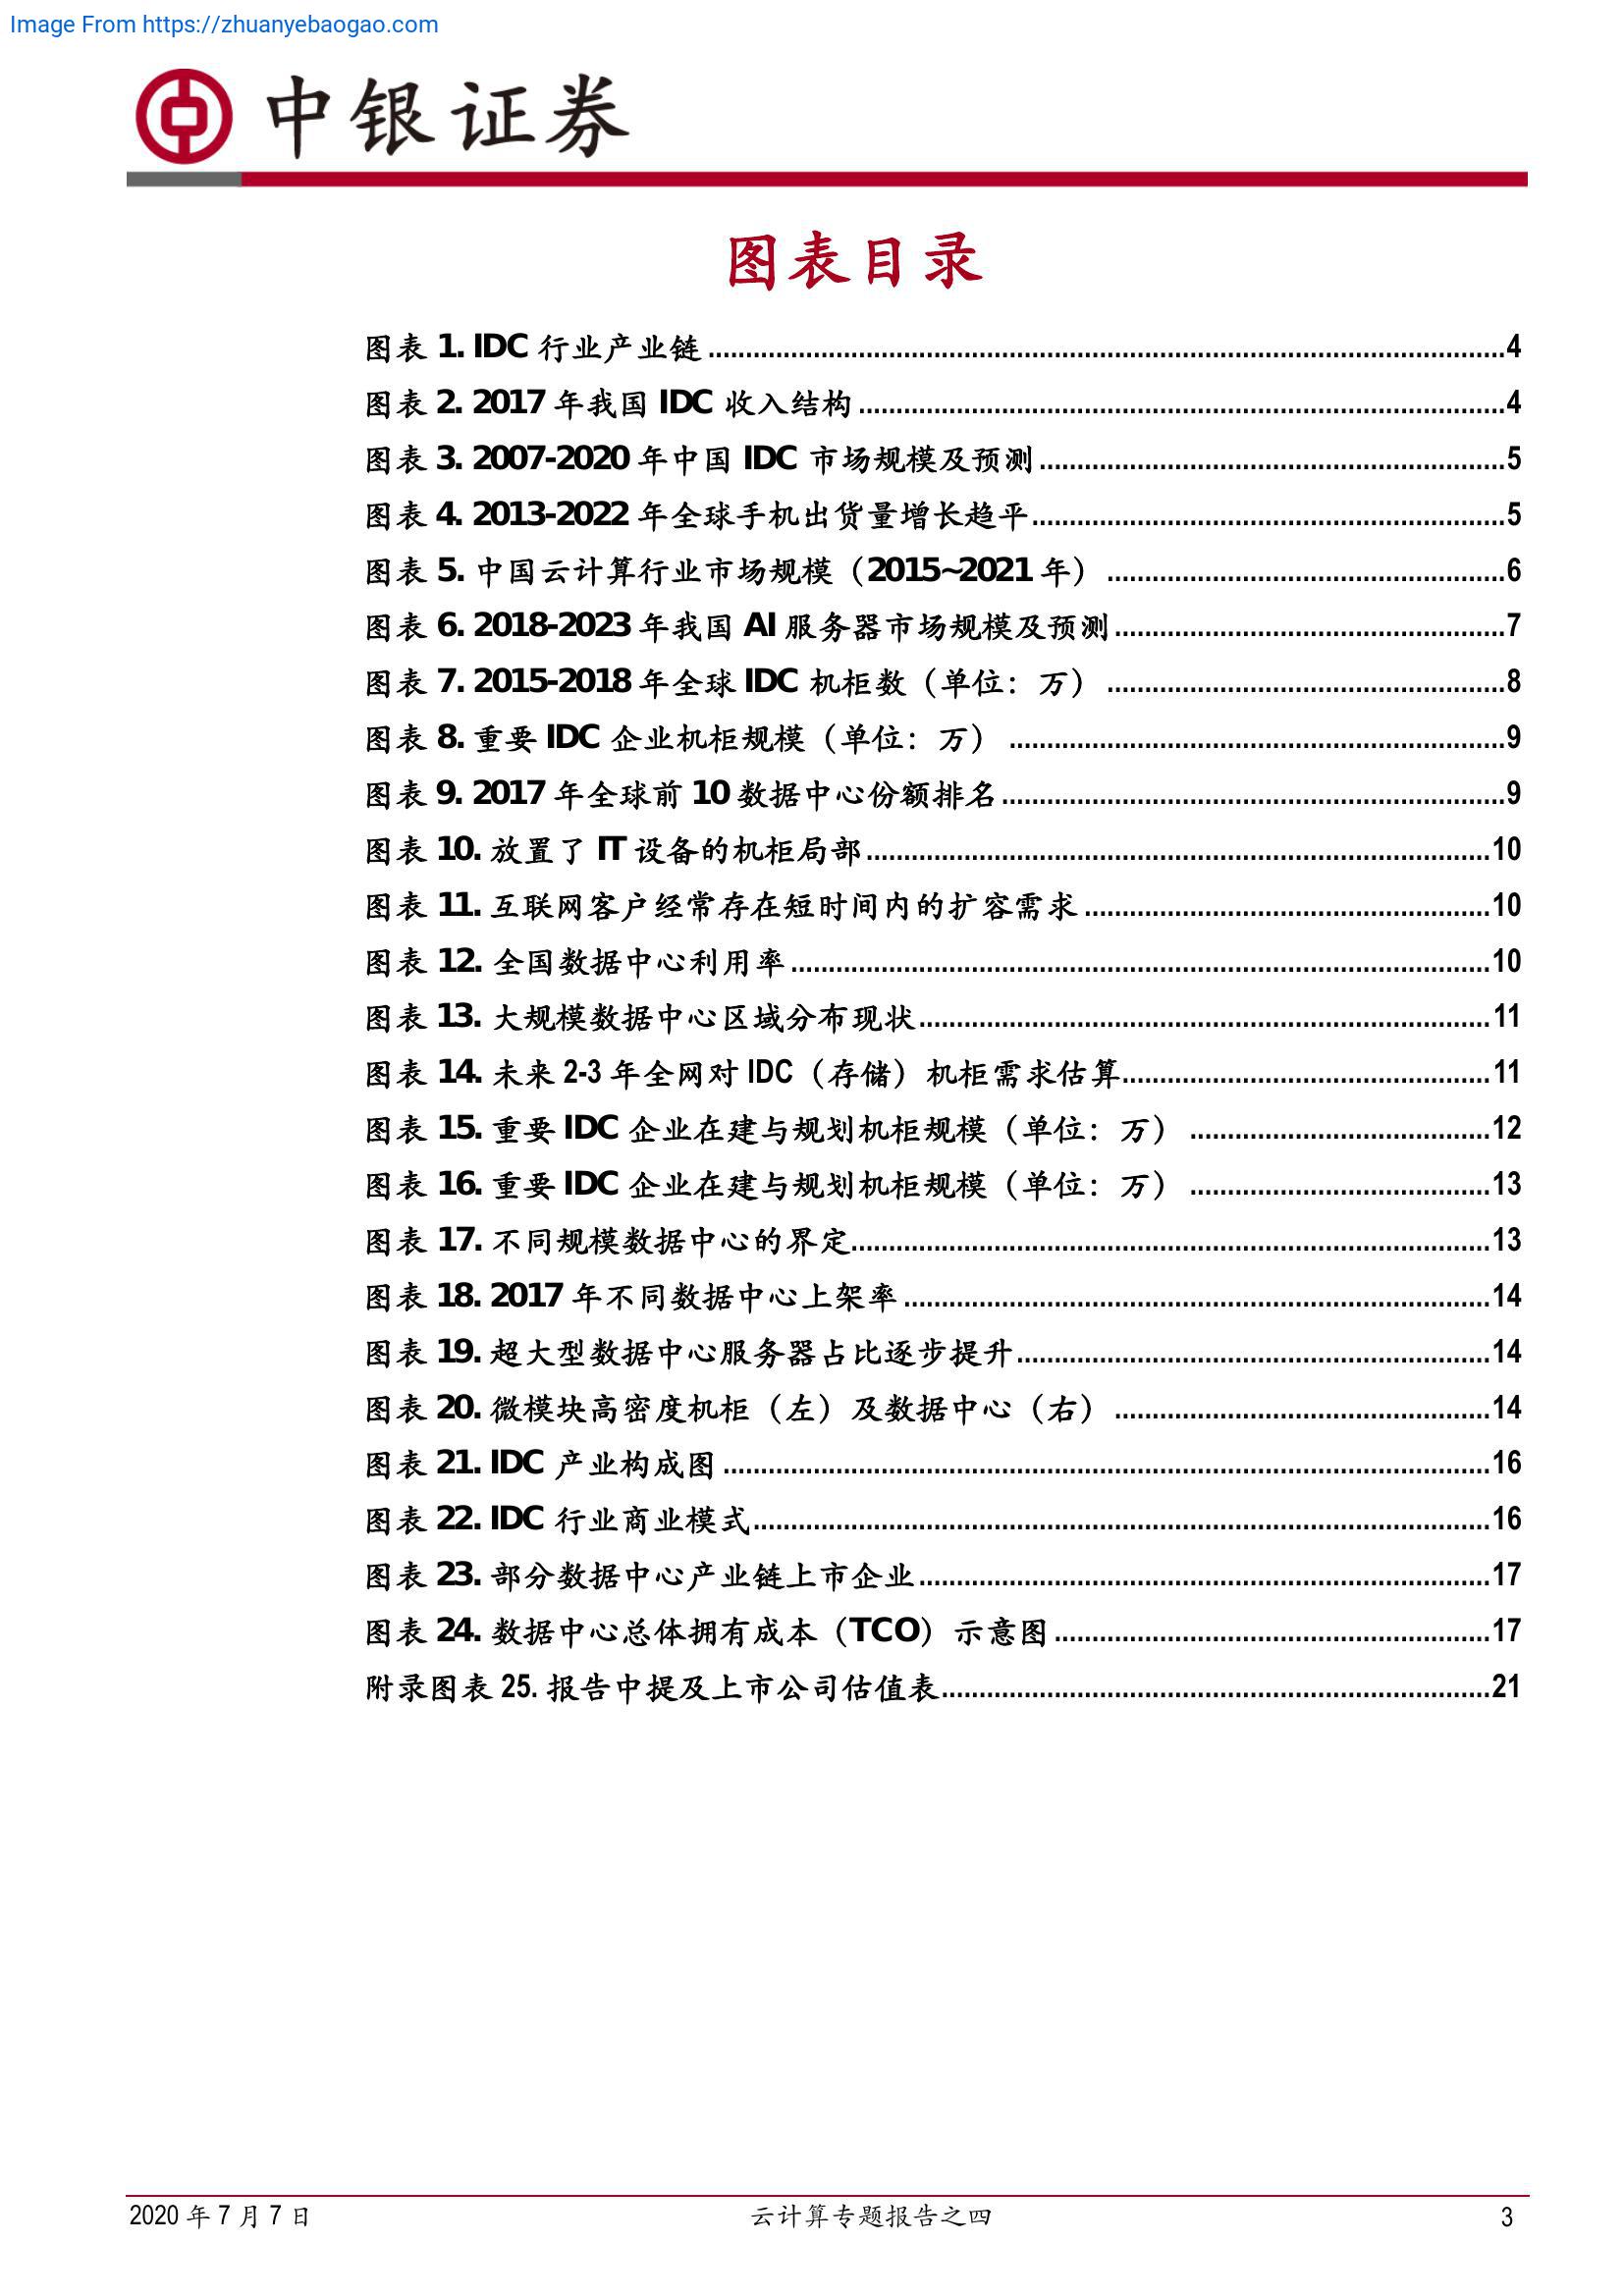 Image From https://zhuanyebaogao.com
中银证券
图表目录
图表 1. IDC 行业产业链...4
图表 2. 2017 年我国 IDC 收入结构...4
图表 3. 2007-2020 年中国 IDC 市场规模及预测...5
图表 4. 2013-2022 年全球手机出货量增长趋平...5
图表 5. 中国云计算行业市场规模（2015~2021 年）...6
图表 6. 2018-2023 年我国 AI 服务器市场规模及预测...7
图表 7. 2015-2018 年全球 IDC 机柜数（单位：万）...8
图表 8. 重要 IDC 企业机柜规模（单位：万）...9
图表 9. 2017 年全球前 10 数据中心份额排名...9
图表 10. 放置了 IT 设备的机柜局部...10
图表 11. 互联网客户经常存在短时间内的扩容需求...10
图表 12. 全国数据中心利用率...10
图表 13. 大规模数据中心区域分布现状...11
图表 14. 未来 2-3 年全网对 IDC（存储）机柜需求估算...11
图表 15. 重要 IDC 企业在建与规划机柜规模（单位：万）...12
图表 16. 重要 IDC 企业在建与规划机柜规模（单位：万）...13
图表 17. 不同规模数据中心的界定...13
图表 18. 2017 年不同数据中心上架率...14
图表 19. 超大型数据中心服务器占比逐步提升...14
图表 20. 微模块高密度机柜（左）及数据中心（右）...14
图表 21. IDC 产业构成图...16
图表 22. IDC 行业商业模式...16
图表 23. 部分数据中心产业链上市企业...17
图表 24. 数据中心总体拥有成本（TCO）示意图...17
附录图表 25. 报告中提及上市公司估值表...21
2020 年 7 月 7 日 云计算专题报告之四 3